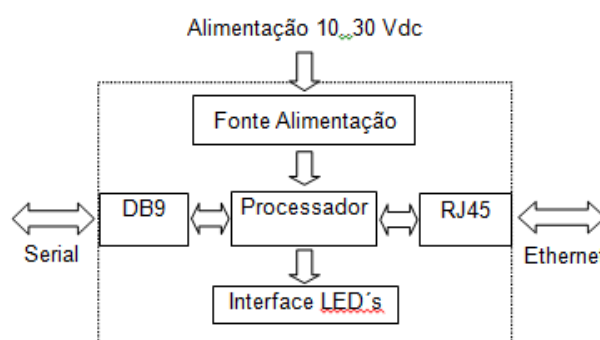 Alimentação 10..30 Vdc
Fonte Alimentação
DB9
Processador
RJ45
Serial
Ethernet
Interface LED´s